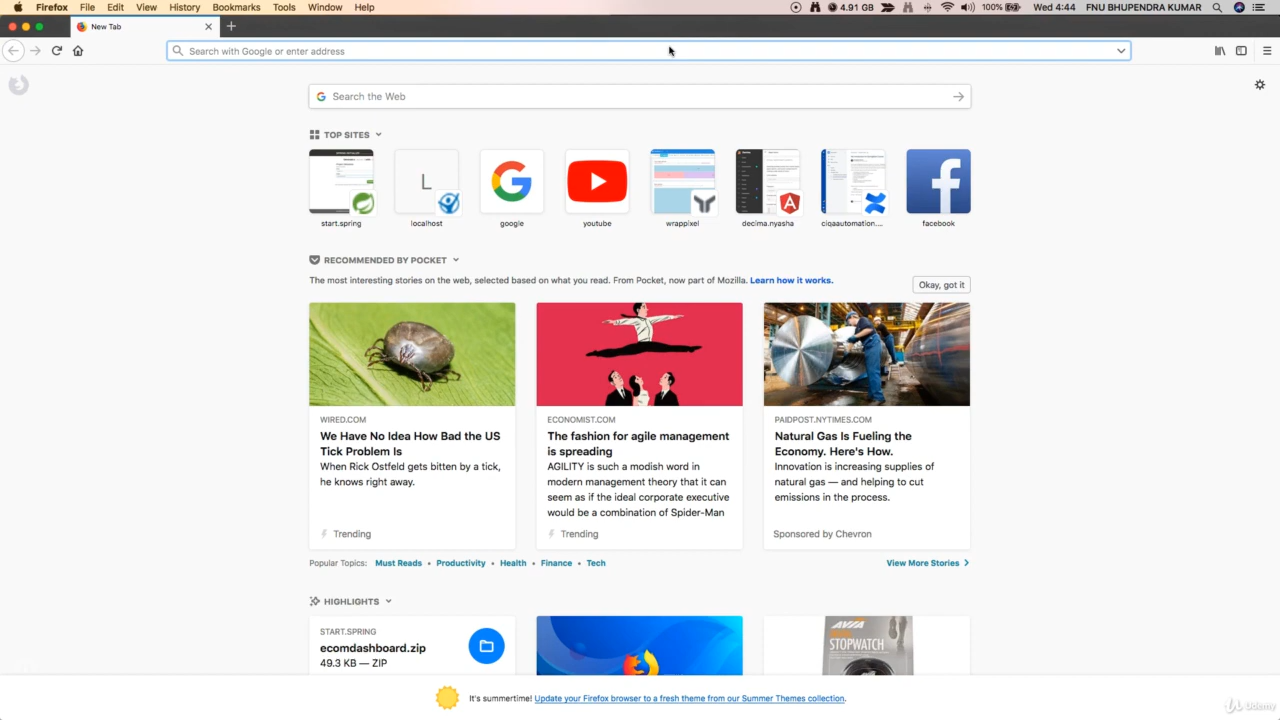 Firefox File Edit View History Bookmarks Tools Window Help 4.91 GB 100% Wed 4:44 FNU BHUPENDRA KUMAR
New Tab
Search with Google or enter address
Search the Web
TOP SITES
L
start.spring localhost google youtube wrappixel decima.nyasha ciqaautomation.... facebook
RECOMMENDED BY POCKET
The most interesting stories on the web, selected based on what you read. From Pocket, now part of Mozilla. Learn how it works.
Okay, got it
WIRED.COM
We Have No Idea How Bad the US
Tick Problem Is
When Rick Ostfeld gets bitten by a tick,
he knows right away.
Trending
ECONOMIST.COM
The fashion for agile management
is spreading
AGILITY is such a modish word in
modern management theory that it can
seem as if the ideal corporate executive
would be a combination of Spider-Man
Trending
PAIDPOST.NYTIMES.COM
Natural Gas Is Fueling the
Economy. Here's How.
Innovation is increasing supplies of
natural gas — and helping to cut
emissions in the process.
Sponsored by Chevron
Popular Topics: Must Reads • Productivity • Health • Finance • Tech
View More Stories
HIGHLIGHTS
START.SPRING
ecomdashboard.zip
49.3 KB — ZIP
AVIA
STOPWATCH
It's summertime! Update your Firefox browser to a fresh theme from our Summer Themes collection.
Udemy